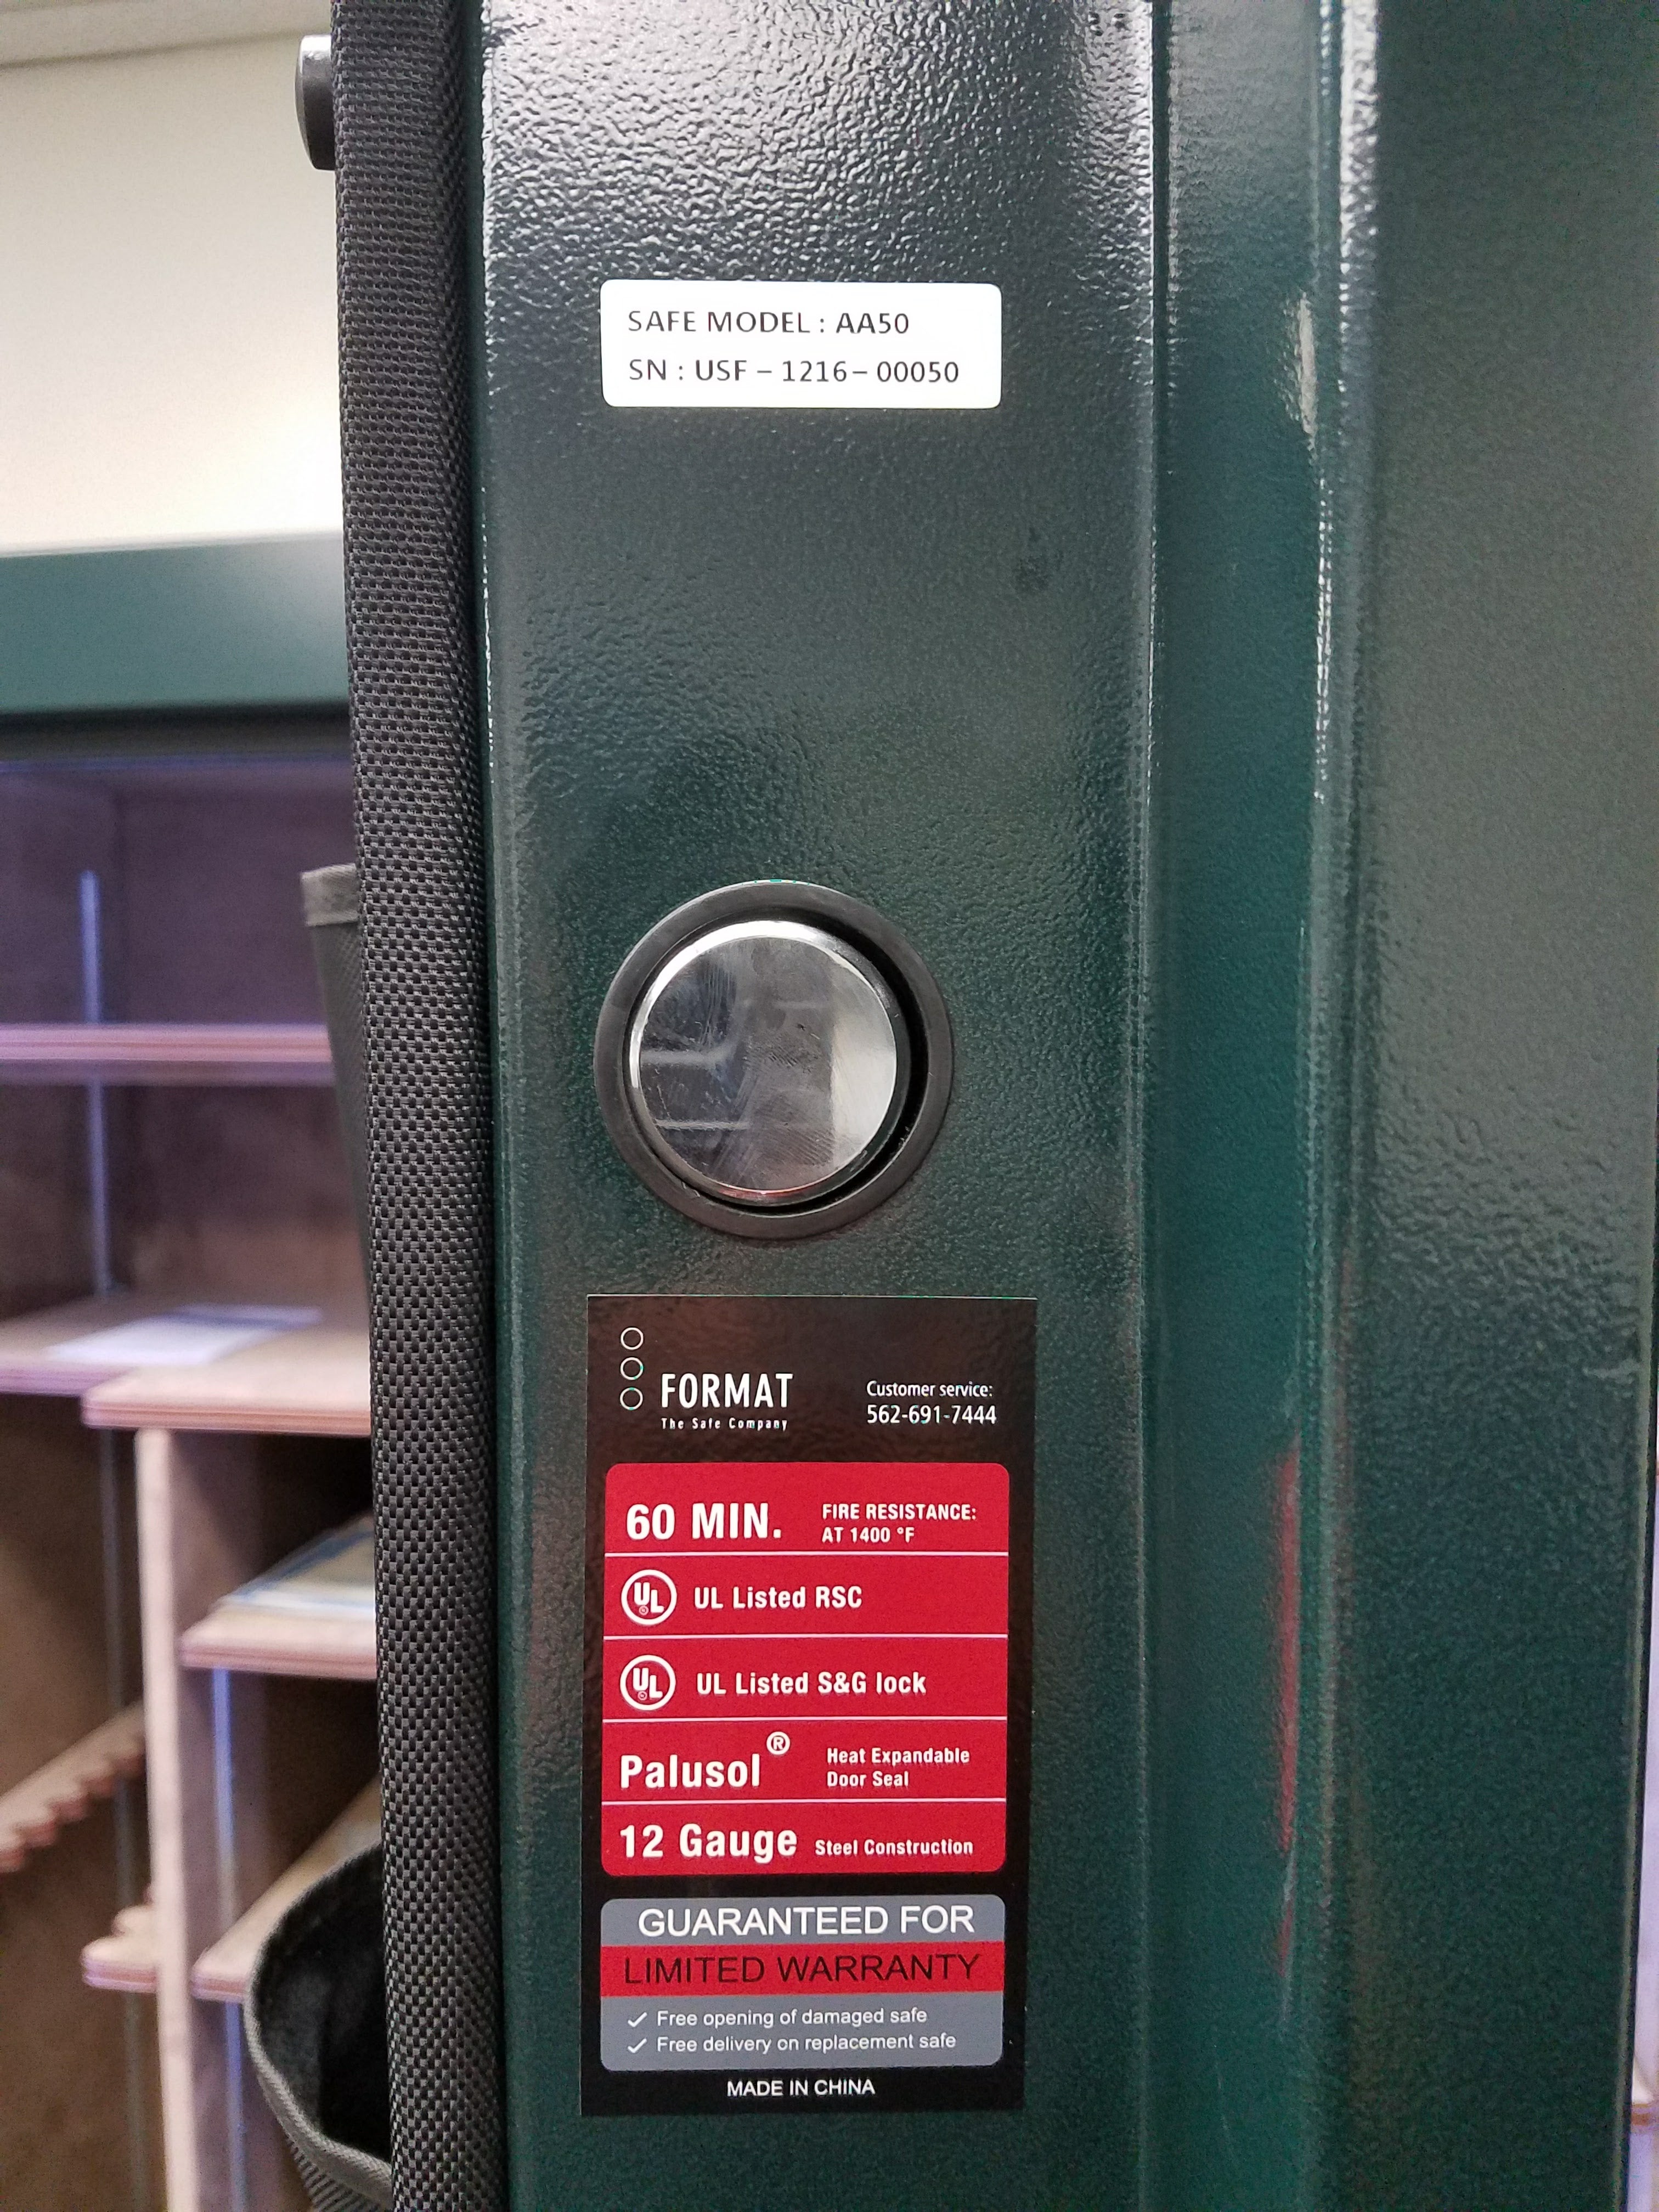 SAFE MODEL : AA50
SN : USF – 1216 – 00050
FORMAT
The Safe Company
Customer service:
562-691-7444
60 MIN.
FIRE RESISTANCE:
AT 1400 °F
UL
UL Listed RSC
UL
UL Listed S&G lock
Palusol®
Heat Expandable
Door Seal
12 Gauge Steel Construction
GUARANTEED FOR
LIMITED WARRANTY
✓ Free opening of damaged safe
✓ Free delivery on replacement safe
MADE IN CHINA